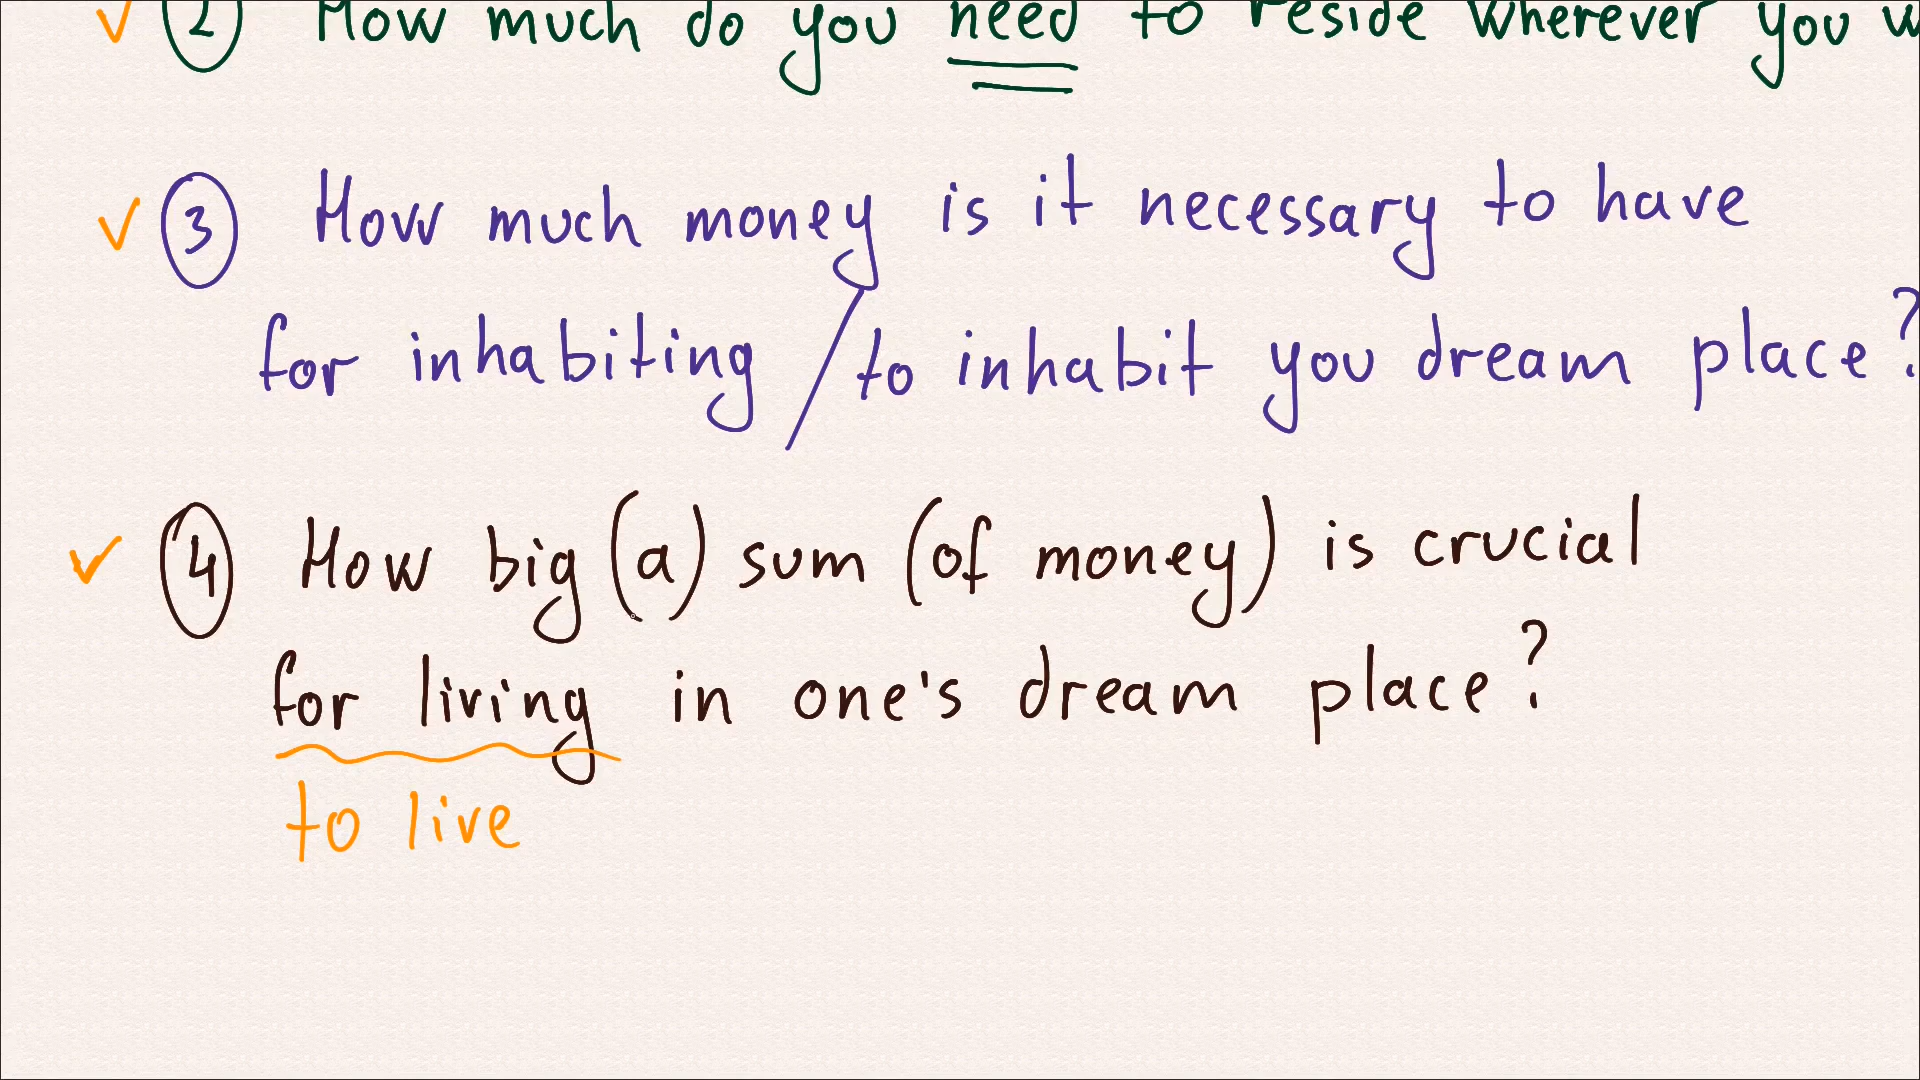 ✓ ② How much do you need to reside wherever you
✓ ③ How much money is it necessary to have
for inhabiting / to inhabit you dream place?
✓ ④ How big (a) sum (of money) is crucial
for living in one's dream place?
to live